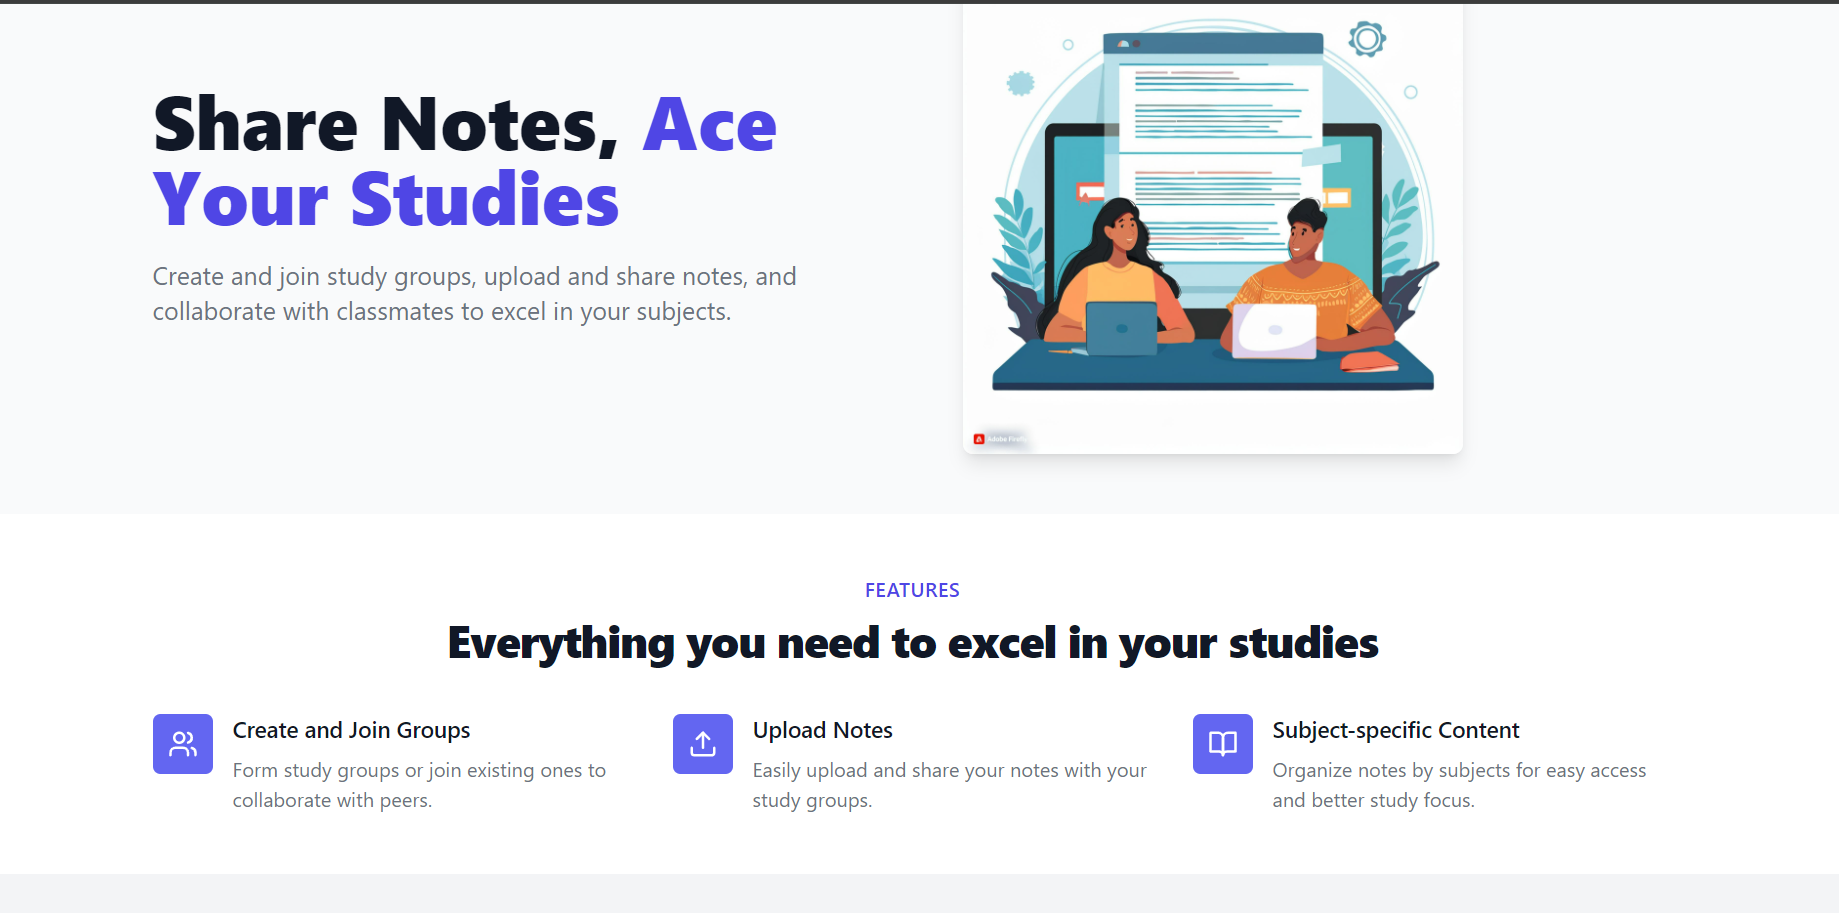 Share Notes, Ace
Your Studies
Create and join study groups, upload and share notes, and
collaborate with classmates to excel in your subjects.
Adobe Firefly
FEATURES
Everything you need to excel in your studies
Create and Join Groups
Form study groups or join existing ones to
collaborate with peers.
Upload Notes
Easily upload and share your notes with your
study groups.
Subject-specific Content
Organize notes by subjects for easy access
and better study focus.